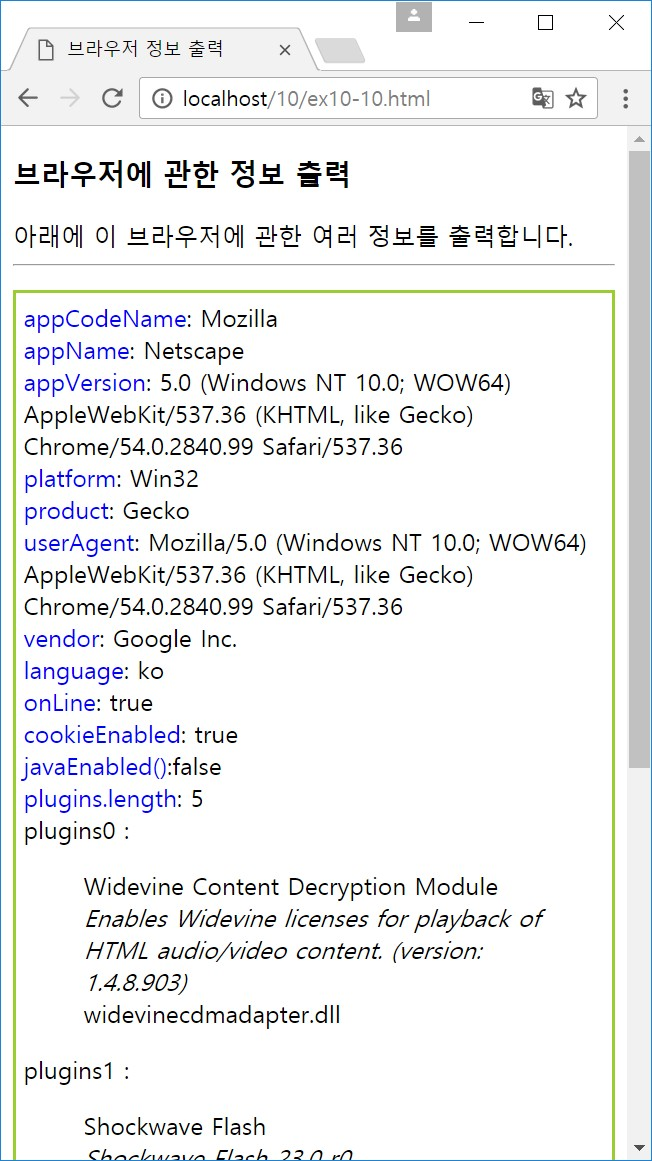 브라우저 정보 출력
localhost/10/ex10-10.html
브라우저에 관한 정보 출력
아래에 이 브라우저에 관한 여러 정보를 출력합니다.
appCodeName: Mozilla
appName: Netscape
appVersion: 5.0 (Windows NT 10.0; WOW64)
AppleWebKit/537.36 (KHTML, like Gecko)
Chrome/54.0.2840.99 Safari/537.36
platform: Win32
product: Gecko
userAgent: Mozilla/5.0 (Windows NT 10.0; WOW64)
AppleWebKit/537.36 (KHTML, like Gecko)
Chrome/54.0.2840.99 Safari/537.36
vendor: Google Inc.
language: ko
onLine: true
cookieEnabled: true
javaEnabled():false
plugins.length: 5
plugins0 :
Widevine Content Decryption Module
Enables Widevine licenses for playback of
HTML audio/video content. (version:
1.4.8.903)
widevinecdmadapter.dll
plugins1 :
Shockwave Flash
Shockwave Flash 23.0 r0